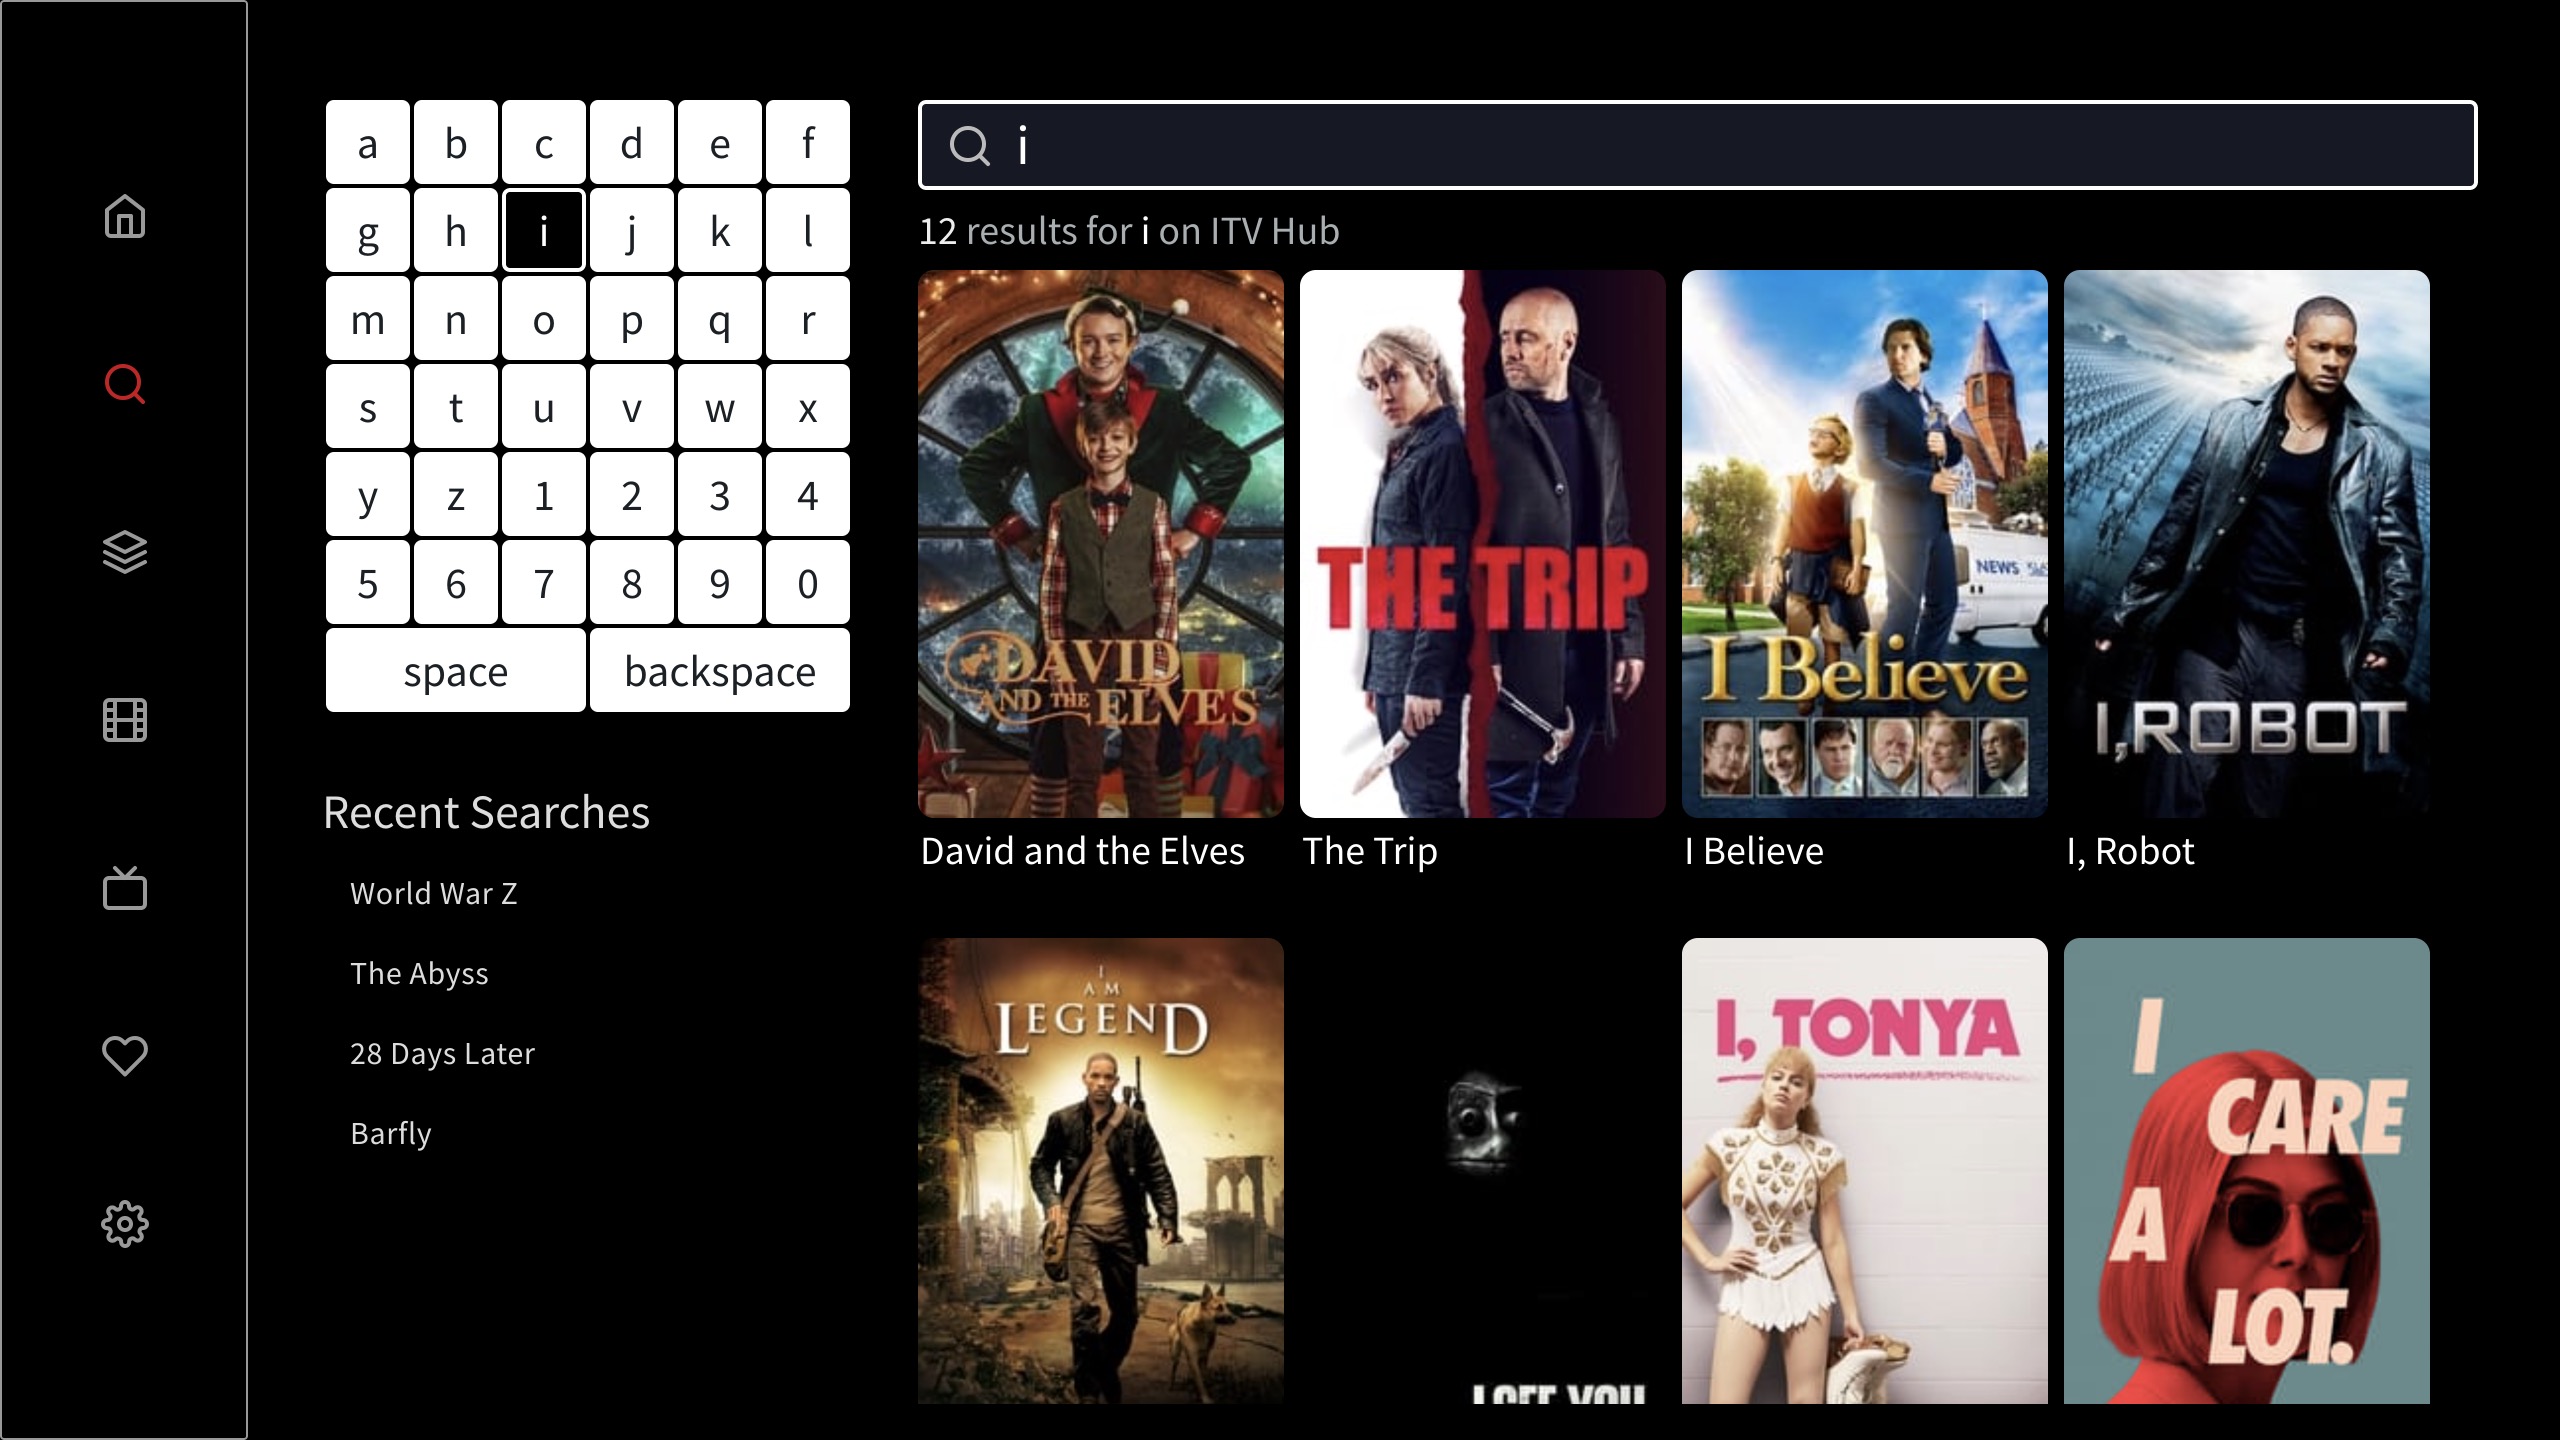 a b c d e f
g h i j k l
m n o p q r
s t u v w x
y z 1 2 3 4
5 6 7 8 9 0
space backspace
Recent Searches
World War Z
The Abyss
28 Days Later
Barfly
i
12 results for i on ITV Hub
DAVID
AND THE ELVES
THE TRIP
NEWS
I Believe
I, ROBOT
David and the Elves
The Trip
I Believe
I, Robot
I
AM
LEGEND
I SEE YOU
I, TONYA
I
CARE
A
LOT.